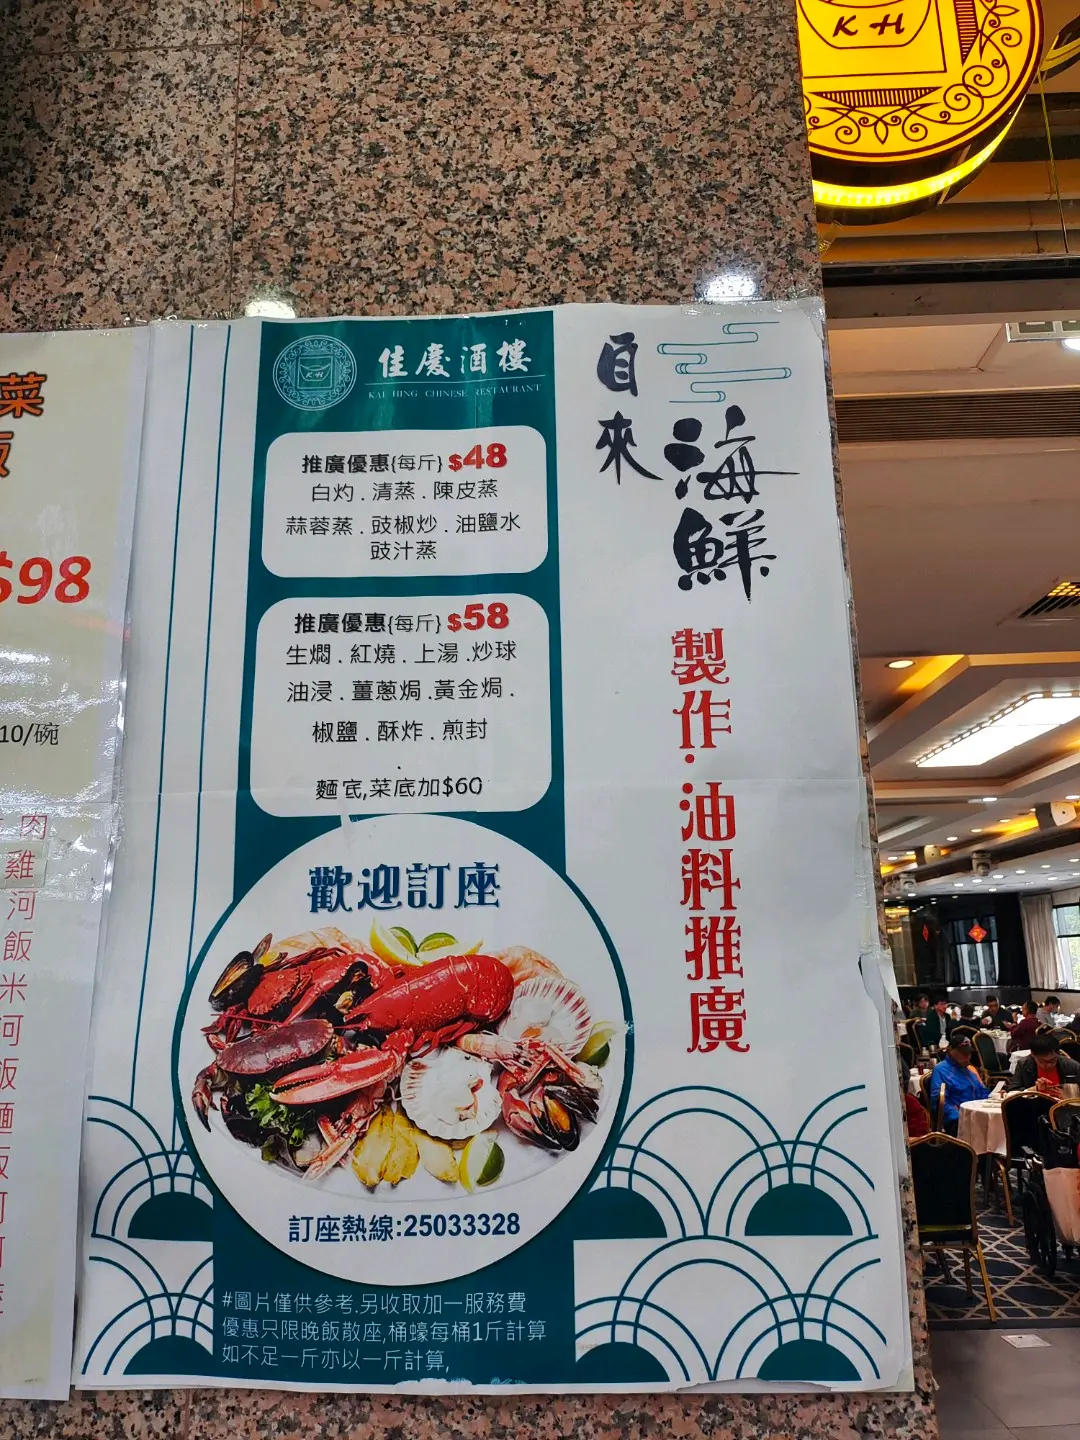 K H
佳慶酒樓
KAI HING CHINESE RESTAURANT
K H
自來
海鮮
製作·油料推廣
推廣優惠{每斤} $48
白灼 . 清蒸 . 陳皮蒸
蒜蓉蒸 . 豉椒炒 . 油鹽水
豉汁蒸
推廣優惠{每斤} $58
生燜 . 紅燒 . 上湯 .炒球
油浸 . 薑蔥焗 .黃金焗 .
椒鹽 . 酥炸 . 煎封
.
麵底,菜底加$60
歡迎訂座
訂座熱線:25033328
#圖片僅供參考.另收取加一服務費
優惠只限晚飯散座,桶蠔每桶1斤計算
如不足一斤亦以一斤計算,
菜
飯
$98
10/碗
肉
雞
河
飯
米
河
飯
麵
飯